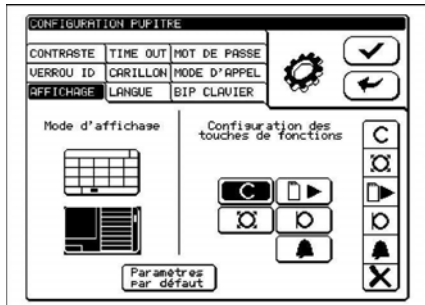 CONFIGURATION PUPITRE
CONTRASTE TIME OUT MOT DE PASSE
VERROU ID CARILLON MODE D'APPEL
AFFICHAGE LANGUE BIP CLAVIER
Mode d'affichage
Configuration des
touches de fonctions
C
C
Paramètres
par défaut